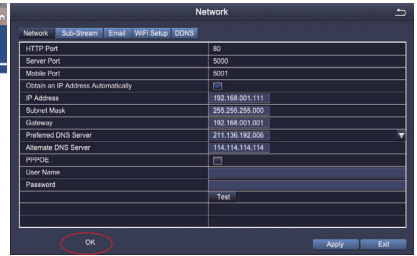 Network
Network Sub-Stream Email WiFi Setup DDNS
HTTP Port 80
Server Port 5000
Mobile Port 5001
Obtain an IP Address Automatically
IP Address 192.168.001.111
Subnet Mask 255.255.255.000
Gateway 192.168.001.001
Preferred DNS Server 211.136.192.006
Alternate DNS Server 114.114.114.114
PPPOE
User Name
Password
Test
OK Apply Exit